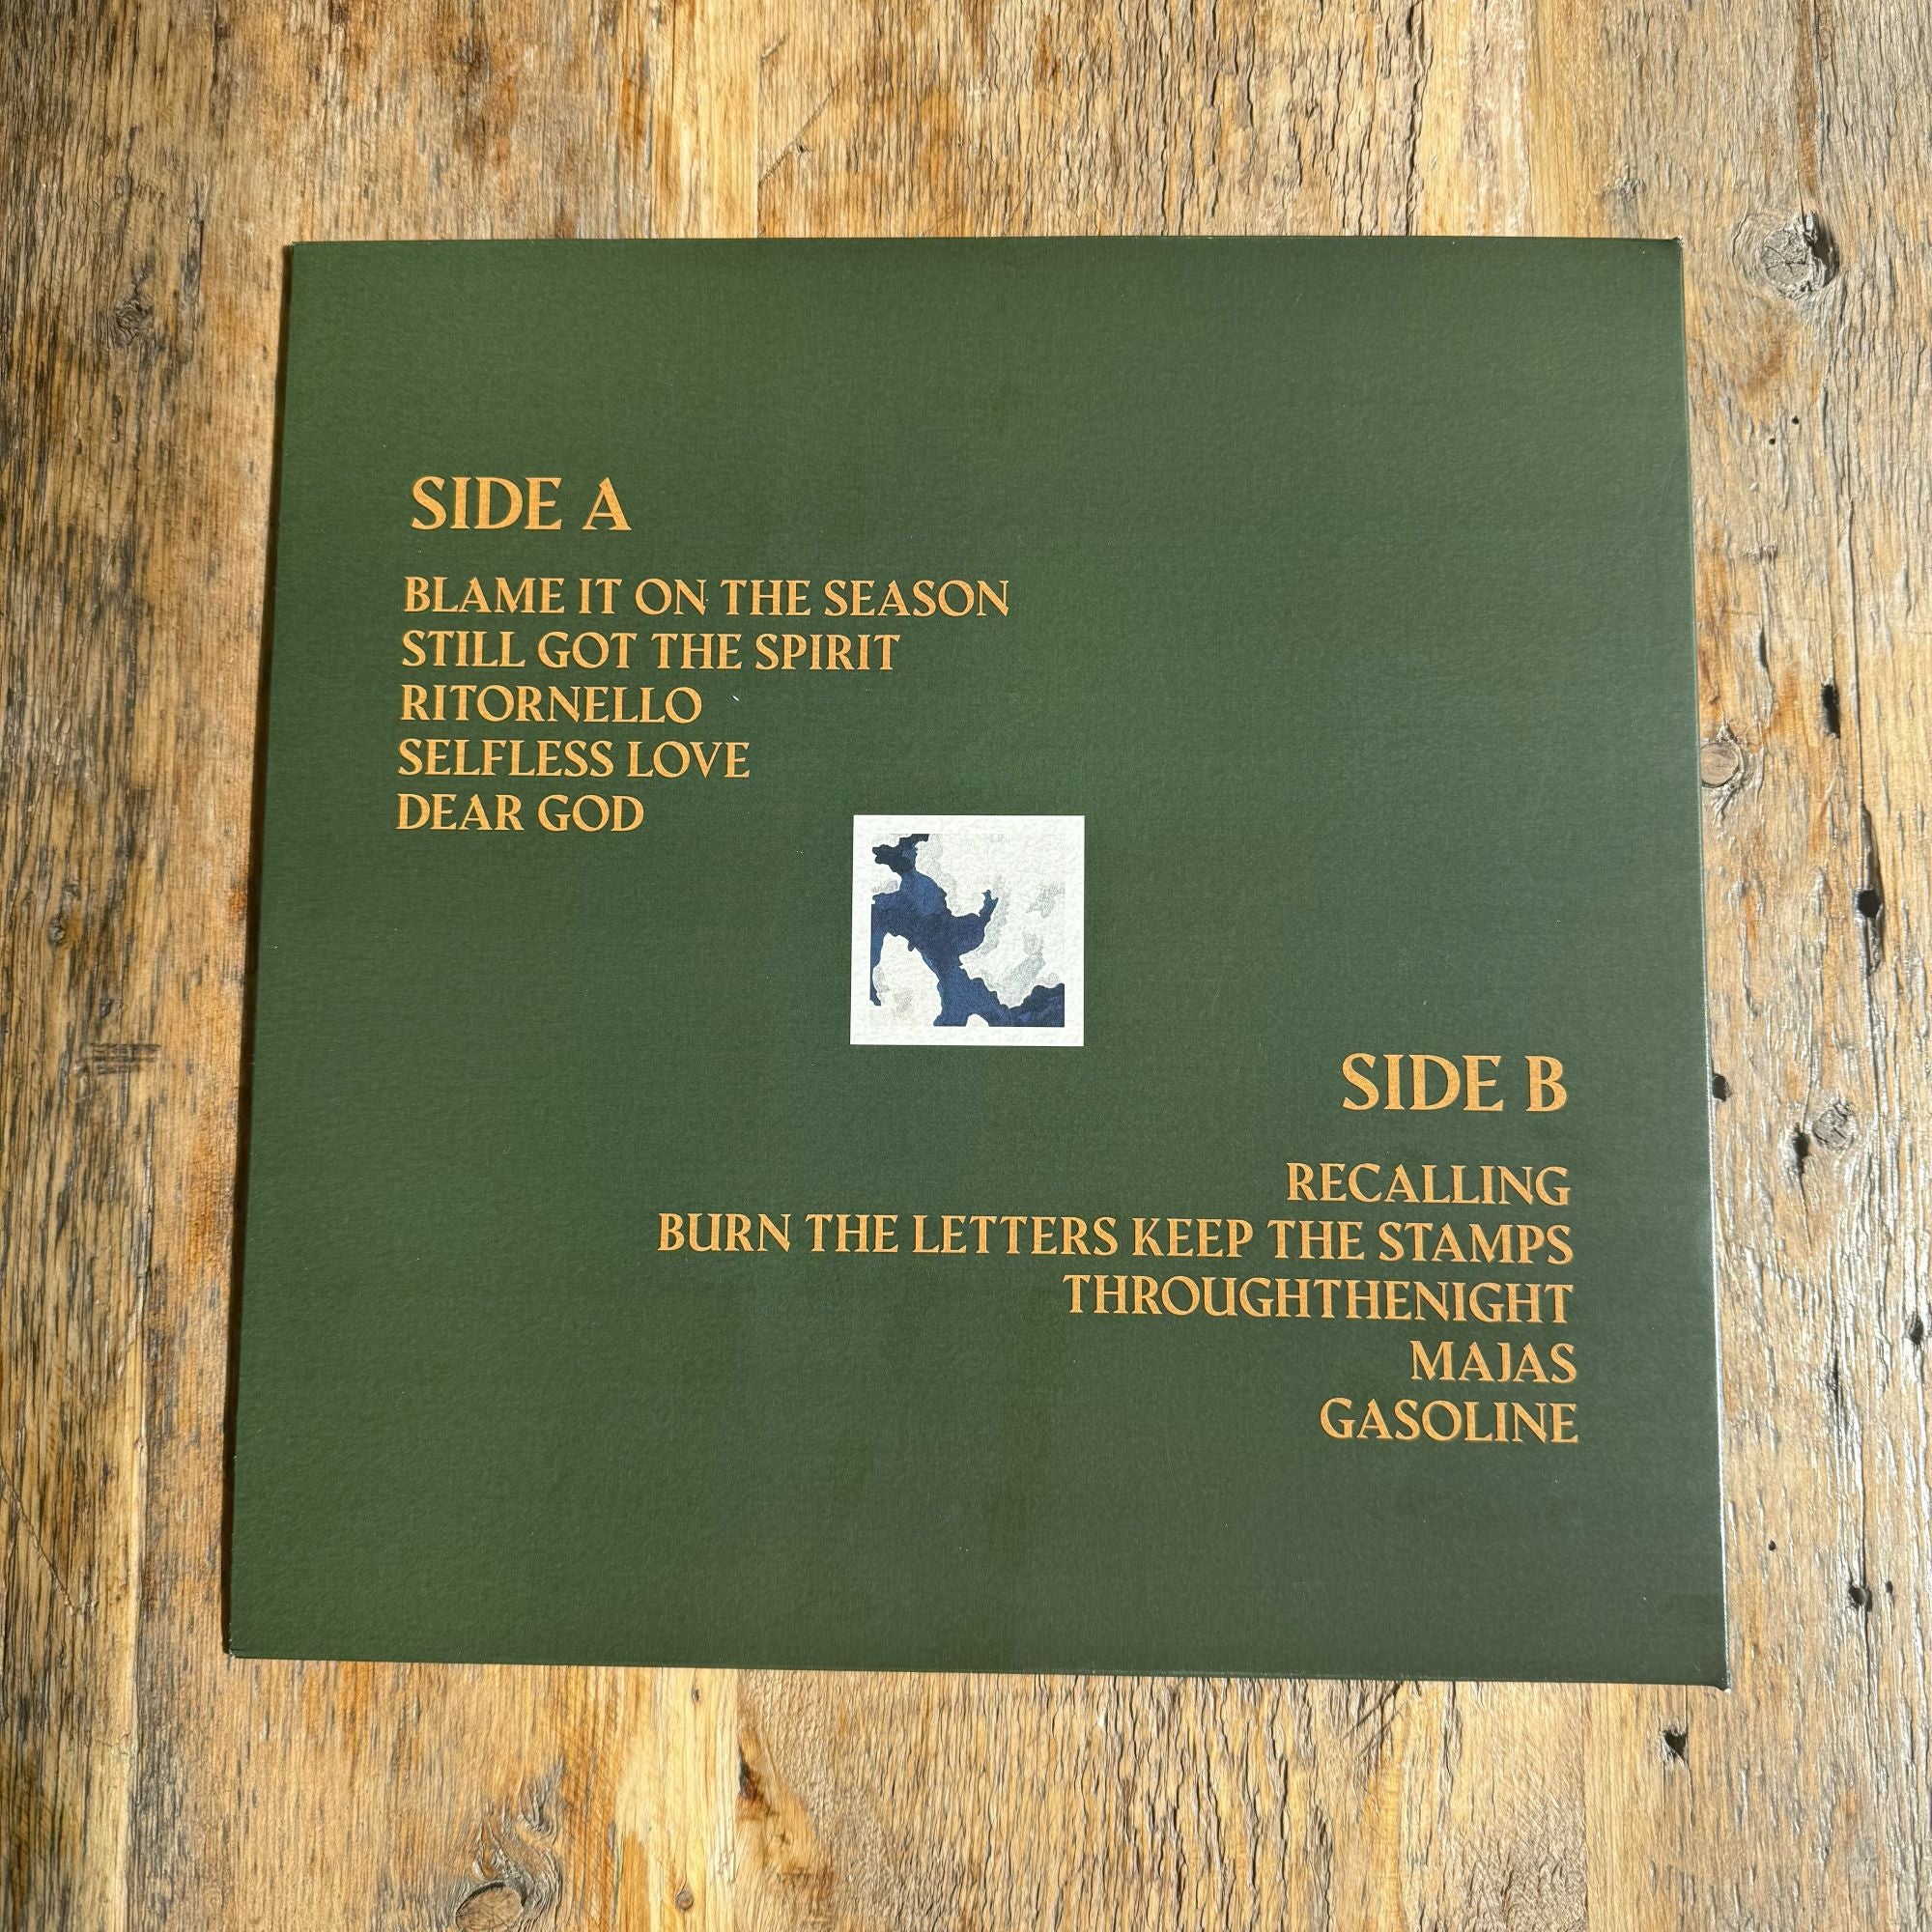 SIDE A
BLAME IT ON THE SEASON
STILL GOT THE SPIRIT
RITORNELLO
SELFLESS LOVE
DEAR GOD
SIDE B
RECALLING
BURN THE LETTERS KEEP THE STAMPS
THROUGHTHENIGHT
MAJAS
GASOLINE